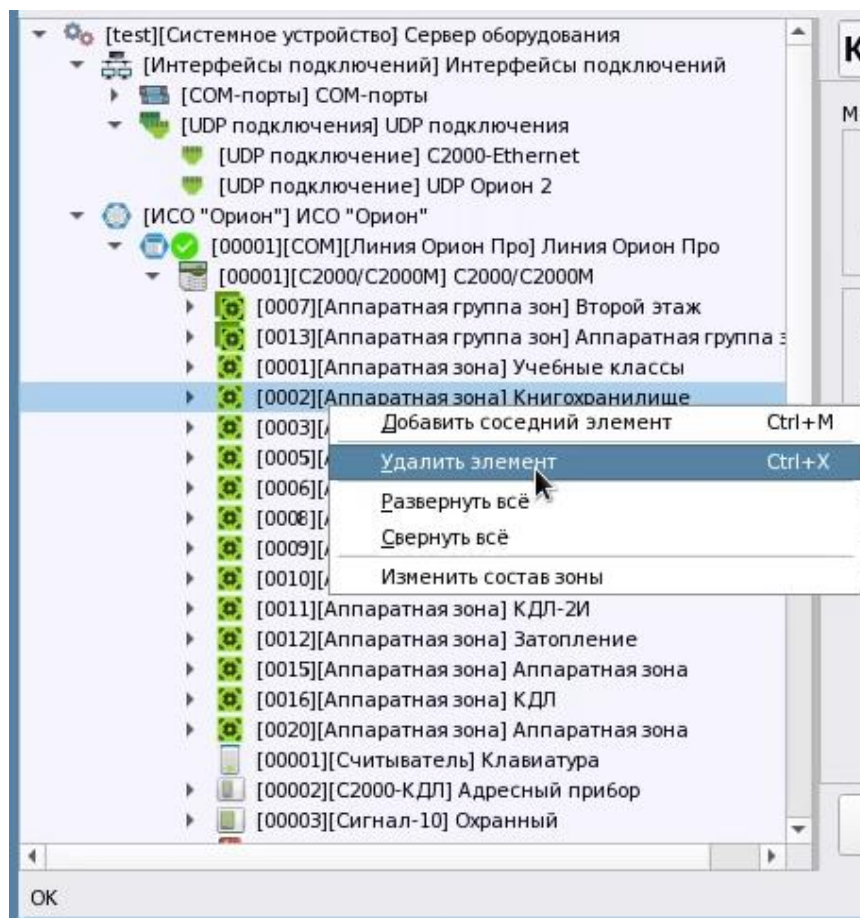 [test][Системное устройство] Сервер оборудования
[Интерфейсы подключений] Интерфейсы подключений
[COM-порты] COM-порты
[UDP подключения] UDP подключения
[UDP подключение] C2000-Ethernet
[UDP подключение] UDP Орион 2
[ИСО "Орион"] ИСО "Орион"
[00001][COM][Линия Орион Про] Линия Орион Про
[00001][С2000/С2000М] С2000/С2000М
[0007][Аппаратная группа зон] Второй этаж
[0013][Аппаратная группа зон] Аппаратная группа
[0001][Аппаратная зона] Учебные классы
[0002][Аппаратная зона] Книгохранилище
[0003][
Добавить соседний элемент Ctrl+M
[0005][
Удалить элемент Ctrl+X
[0006][
Развернуть всё
[0008][
Свернуть всё
[0009][
[0010][
Изменить состав зоны
[0011][Аппаратная зона] КДЛ-2И
[0012][Аппаратная зона] Затопление
[0015][Аппаратная зона] Аппаратная зона
[0016][Аппаратная зона] КДЛ
[0020][Аппаратная зона] Аппаратная зона
[00001][Считыватель] Клавиатура
[00002][С2000-КДЛ] Адресный прибор
[00003][Сигнал-10] Охранный
OK